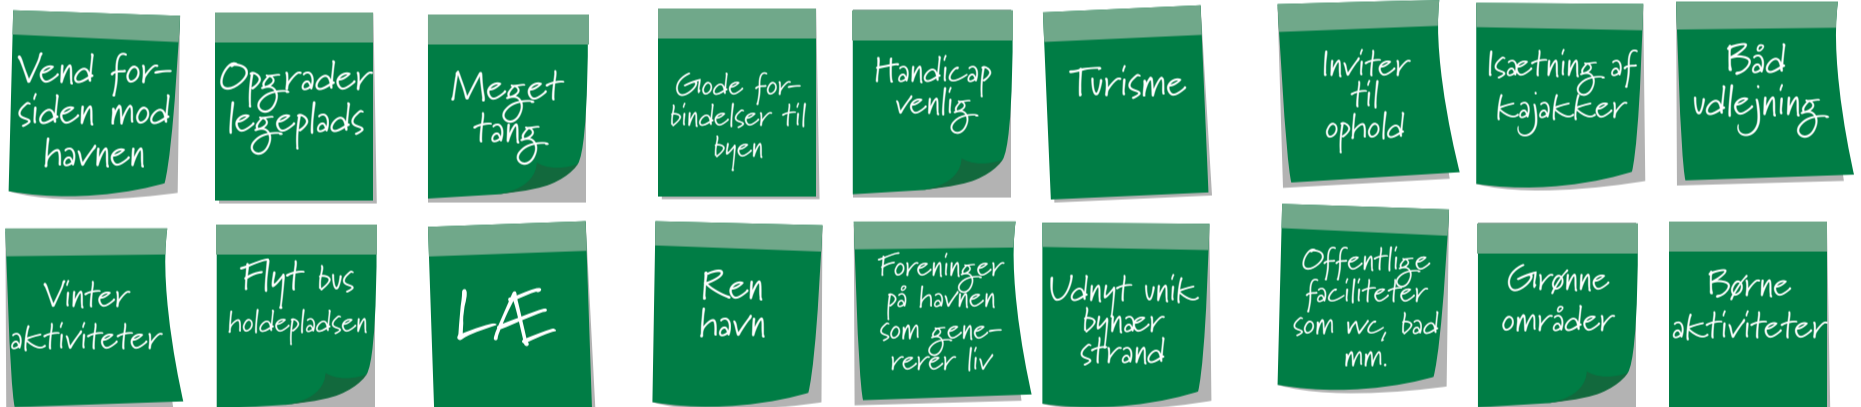 Vend for-
siden mod
havnen
Opgrader
legeplads
Meget
tang
Gode for-
bindelser til
byen
Handicap
venlig
Turisme
Inviter
til
ophold
Isætning af
kajakker
Båd
udlejning
Vinter
aktiviteter
Flyt bus
holdepladsen
LÆ
Ren
havn
Foreninger
på havnen
som gene-
rerer liv
Udnyt unik
bynær
strand
Offentlige
faciliteter
som wc, bad
mm.
Grønne
områder
Børne
aktiviteter